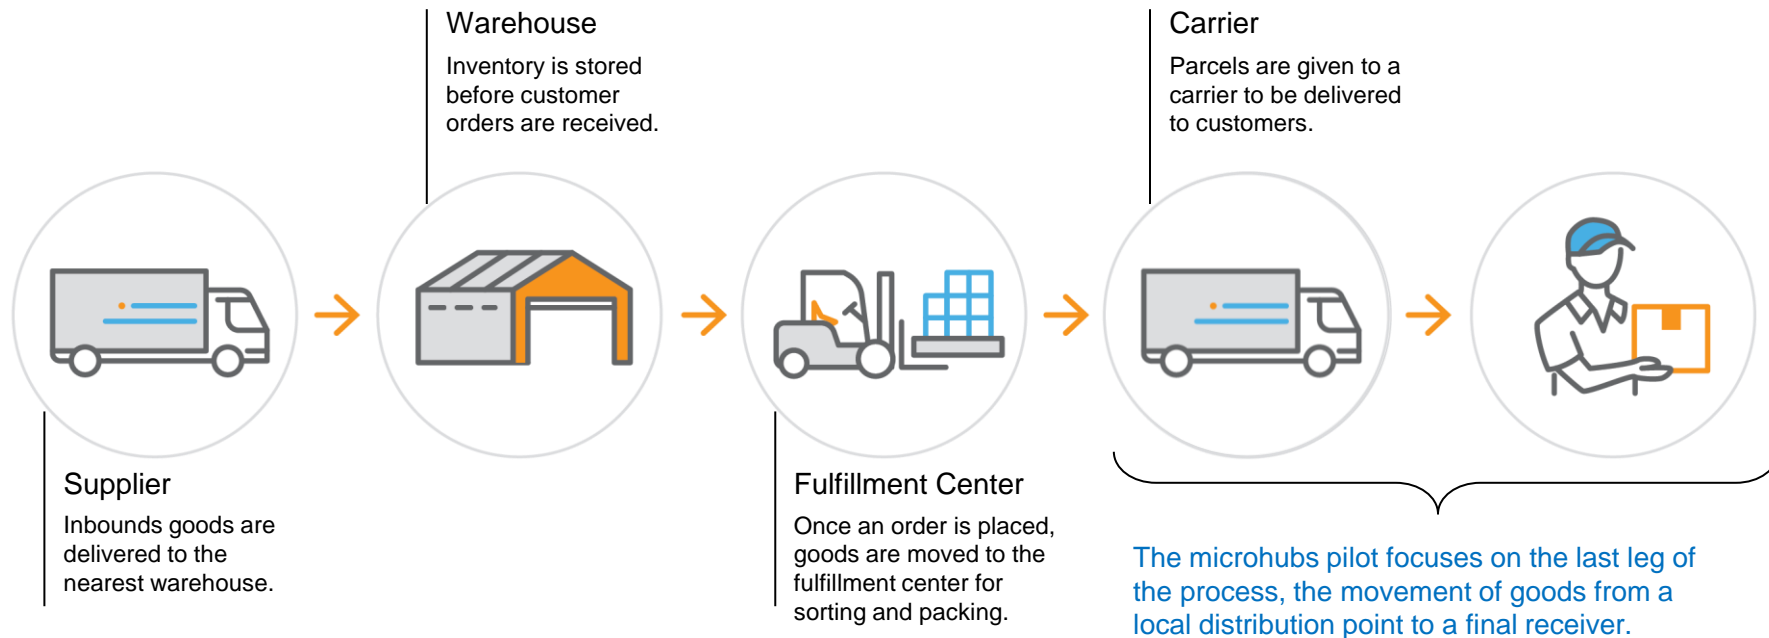 Warehouse
Inventory is stored
before customer
orders are received.
Carrier
Parcels are given to a
carrier to be delivered
to customers.
Supplier
Inbounds goods are
delivered to the
nearest warehouse.
Fulfillment Center
Once an order is placed,
goods are moved to the
fulfillment center for
sorting and packing.
The microhubs pilot focuses on the last leg of
the process, the movement of goods from a
local distribution point to a final receiver.